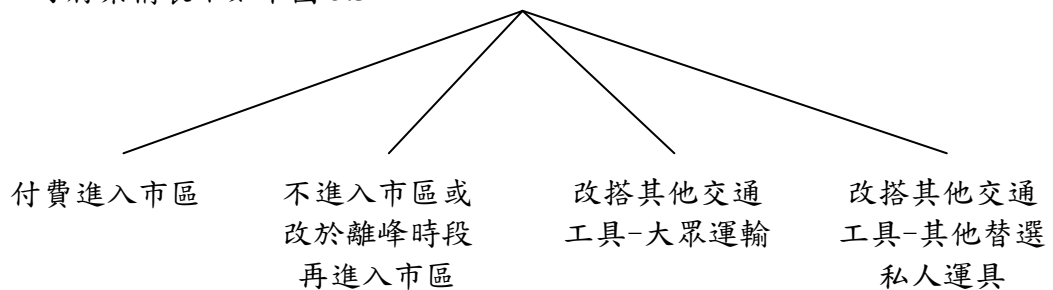 付費進入市區
不進入市區或
改於離峰時段
再進入市區
改搭其他交通
工具-大眾運輸
改搭其他交通
工具-其他替選
私人運具